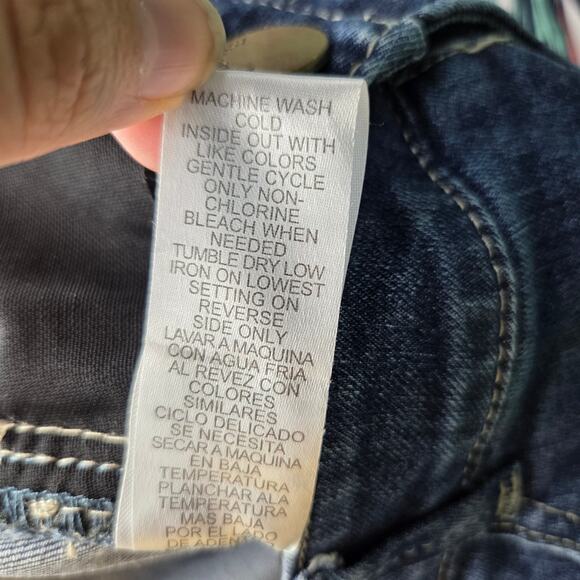 MACHINE WASH
COLD
INSIDE OUT WITH
LIKE COLORS
GENTLE CYCLE
ONLY NON-
CHLORINE
BLEACH WHEN
NEEDED
TUMBLE DRY LOW
IRON ON LOWEST
SETTING ON
REVERSE
SIDE ONLY
LAVAR A MAQUINA
CON AGUA FRIA
AL REVEZ CON
COLORES
SIMILARES
CICLO DELICADO
SE NECESITA
SECAR A MAQUINA
EN BAJA
TEMPERATURA
PLANCHAR ALA
TEMPERATURA
MAS BAJA
POR EL LADO